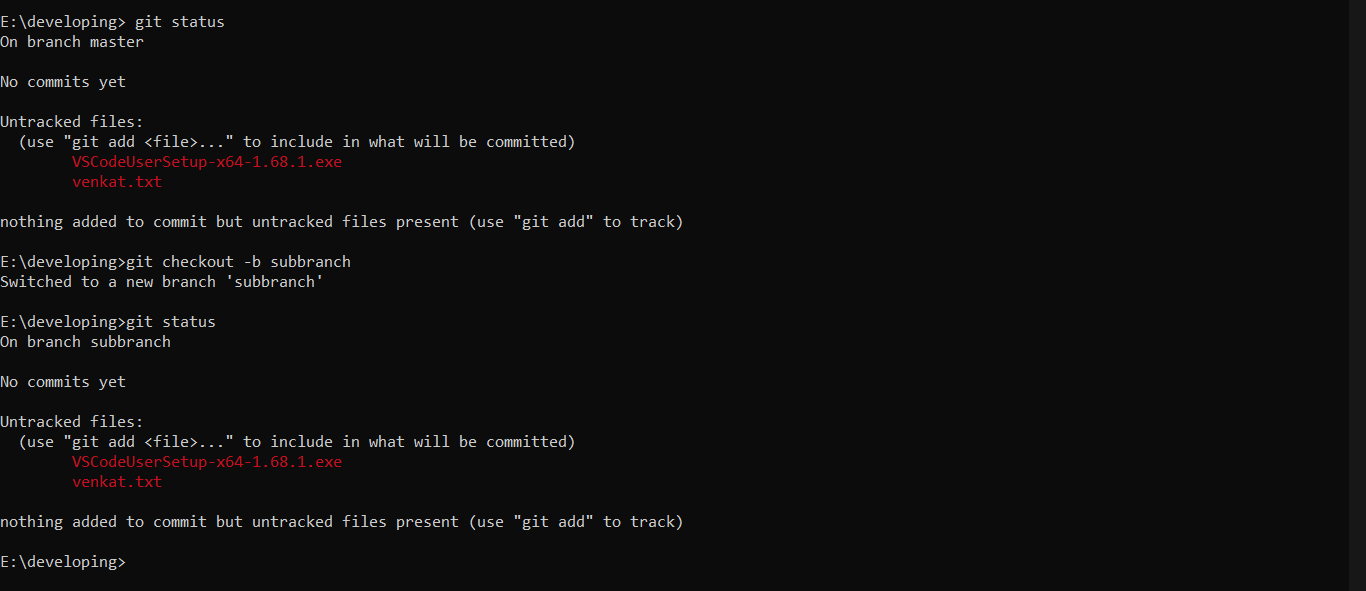 E:\developing> git status
On branch master
No commits yet
Untracked files:
  (use "git add <file>..." to include in what will be committed)
        VSCodeUserSetup-x64-1.68.1.exe
        venkat.txt
nothing added to commit but untracked files present (use "git add" to track)
E:\developing>git checkout -b subbranch
Switched to a new branch 'subbranch'
E:\developing>git status
On branch subbranch
No commits yet
Untracked files:
  (use "git add <file>..." to include in what will be committed)
        VSCodeUserSetup-x64-1.68.1.exe
        venkat.txt
nothing added to commit but untracked files present (use "git add" to track)
E:\developing>